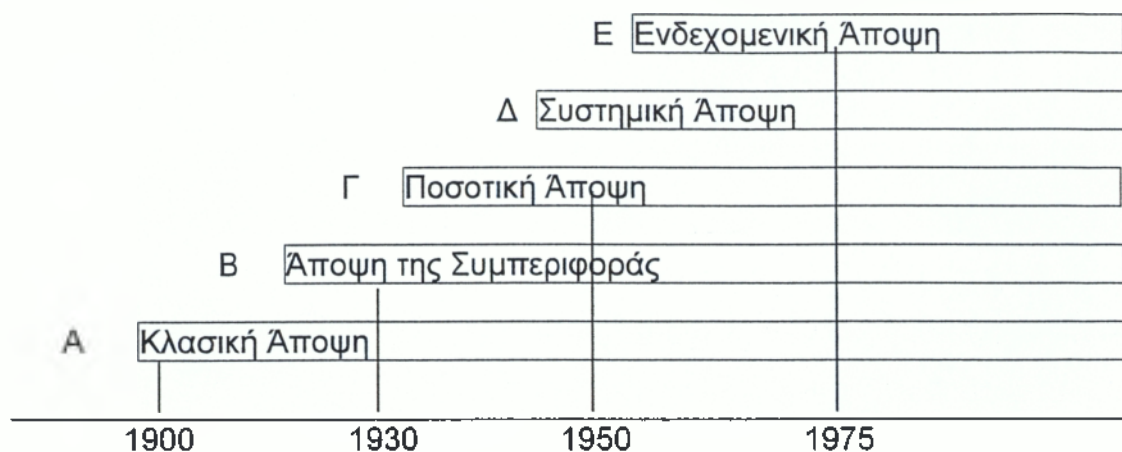 Ε Ενδεχομενική Άποψη
Δ Συστημική Άποψη
Γ Ποσοτική Άποψη
Β Άποψη της Συμπεριφοράς
Α Κλασική Άποψη
1900 1930 1950 1975